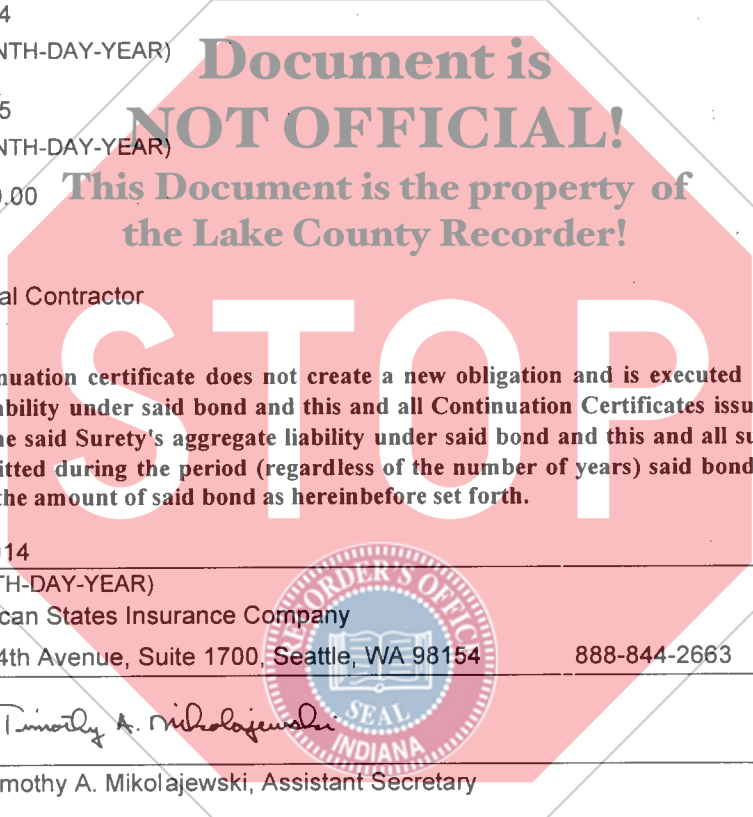 4
NTH-DAY-YEAR)
Document is
5
NOT OFFICIAL!
NTH-DAY-YEAR)
0.00
This Document is the property of
the Lake County Recorder!
al Contractor
STOP
nuation certificate does not create a new obligation and is executed
ability under said bond and this and all Continuation Certificates issu
he said Surety's aggregate liability under said bond and this and all su
itted during the period (regardless of the number of years) said bond
the amount of said bond as hereinbefore set forth.
014
TH-DAY-YEAR)
RECORDER'S OFFIC
can States Insurance Company
4th Avenue, Suite 1700, Seattle, WA 98154 888-844-2663
SEAL
INDIANA
Timothy A. Mikolajewski
mothy A. Mikolajewski, Assistant Secretary